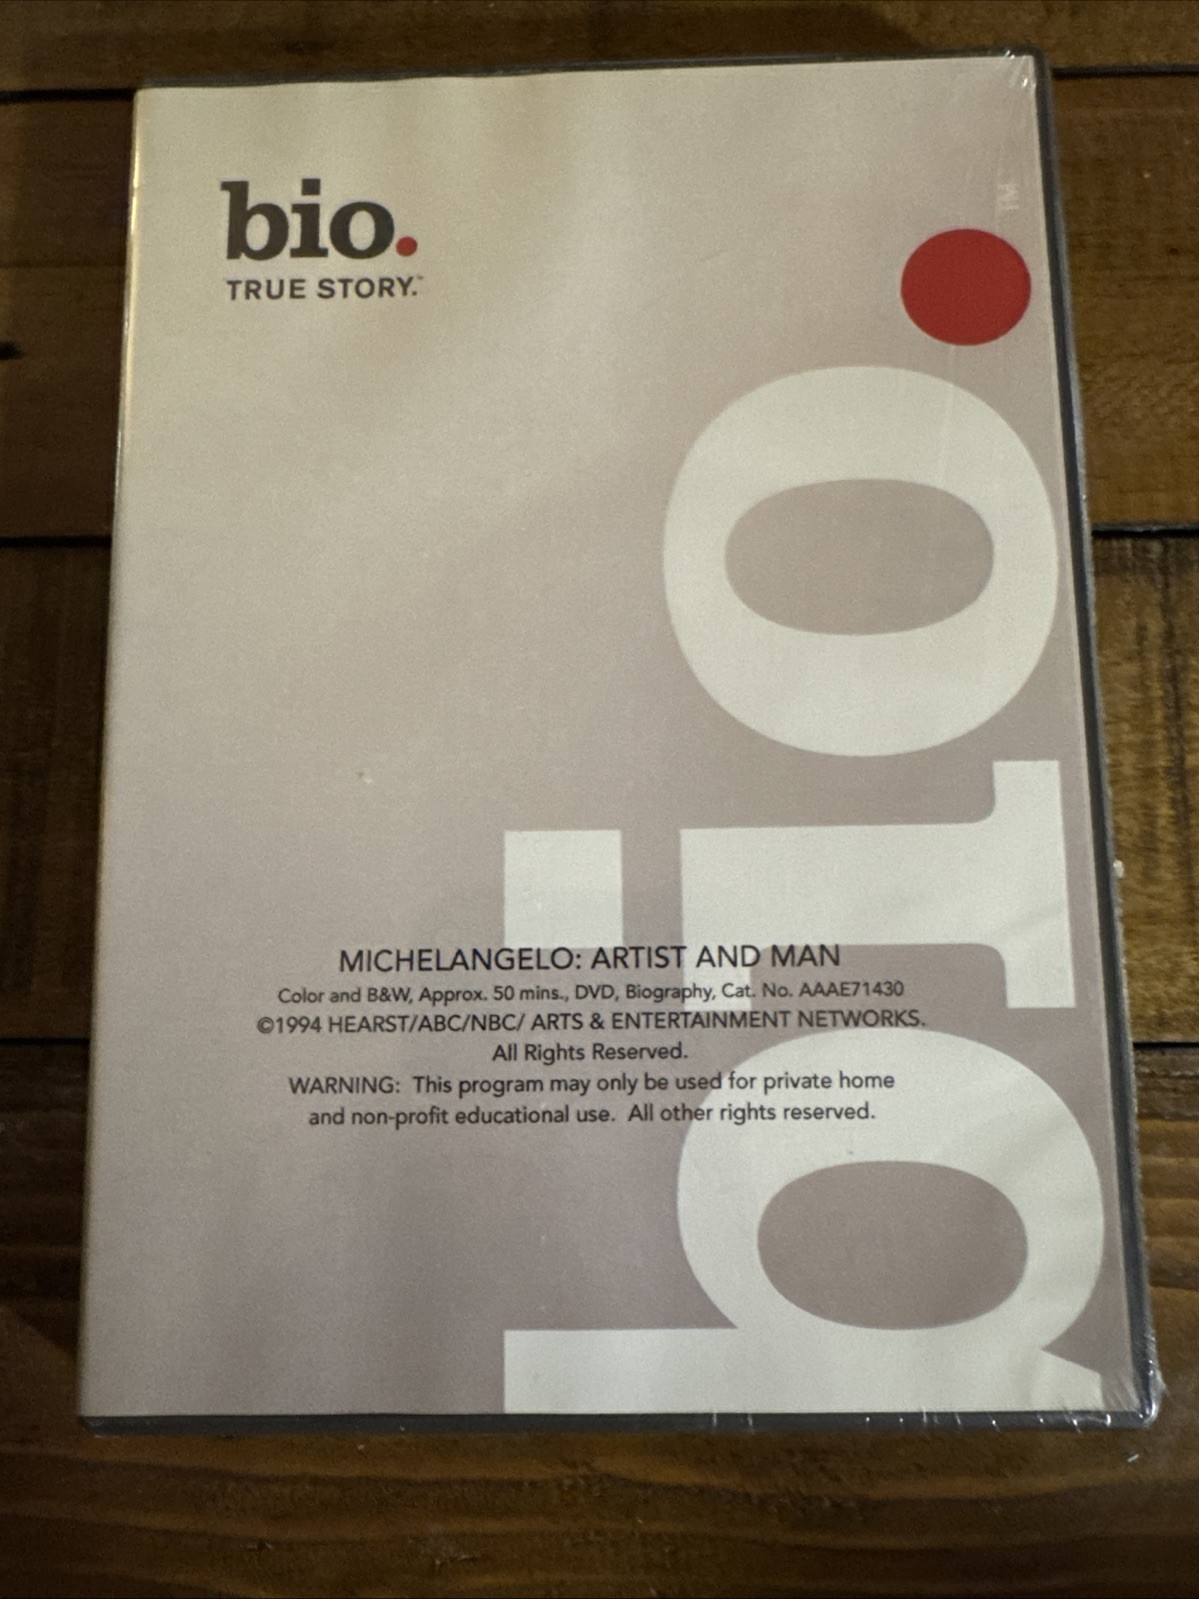 bio.
TRUE STORY.™
bio.
TM
MICHELANGELO: ARTIST AND MAN
Color and B&W, Approx. 50 mins., DVD, Biography, Cat. No. AAAE71430
©1994 HEARST/ABC/NBC/ ARTS & ENTERTAINMENT NETWORKS.
All Rights Reserved.
WARNING:  This program may only be used for private home
and non-profit educational use.  All other rights reserved.